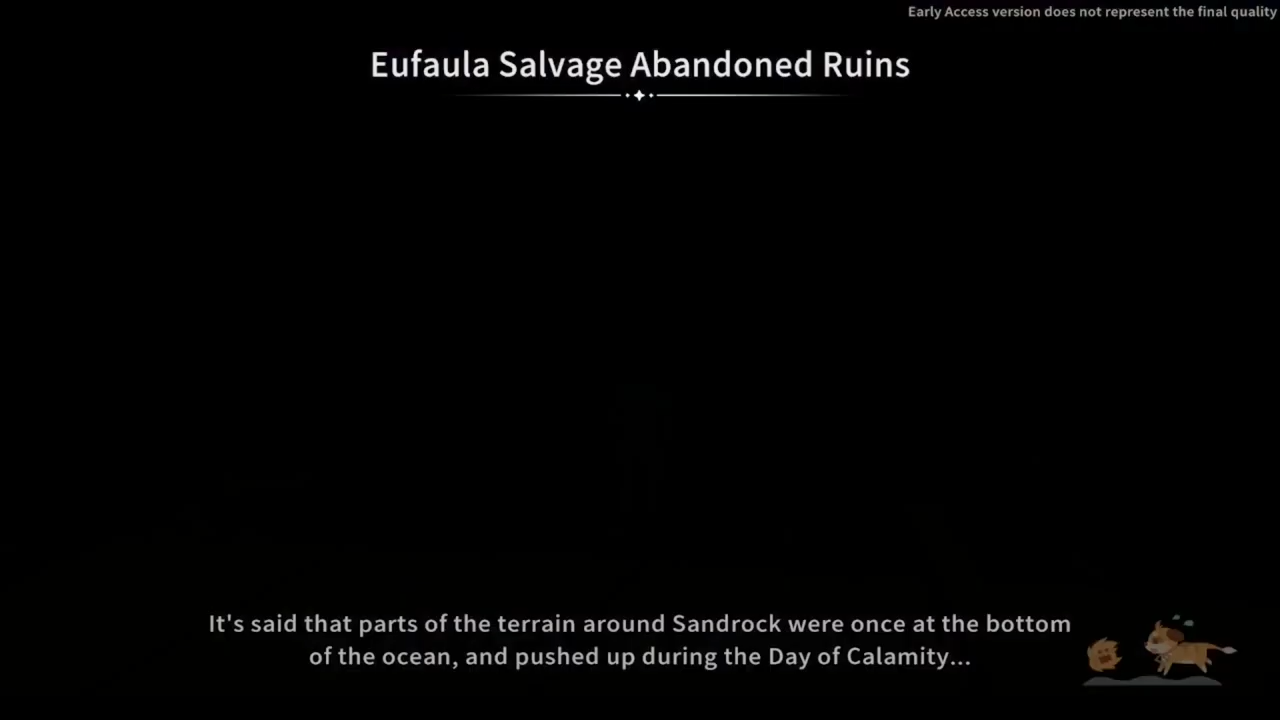 Early Access version does not represent the final quality
Eufaula Salvage Abandoned Ruins
It's said that parts of the terrain around Sandrock were once at the bottom
of the ocean, and pushed up during the Day of Calamity...